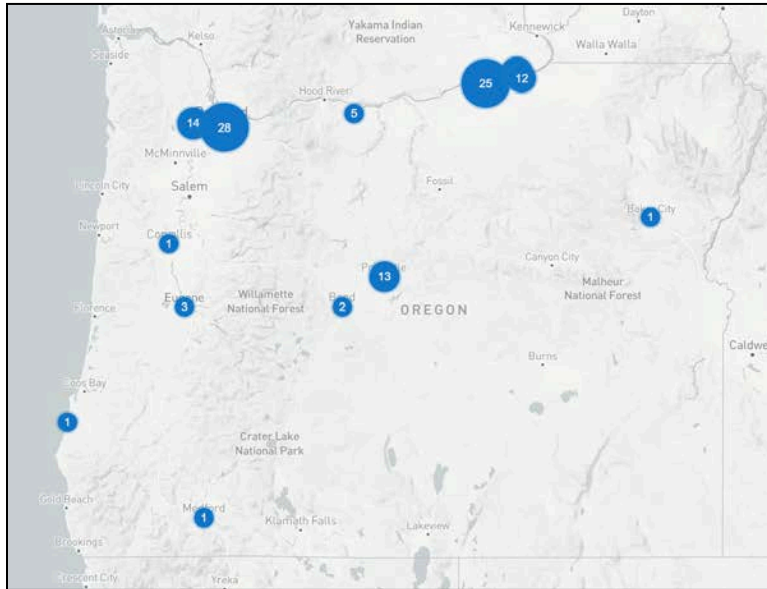 Astoria
Kelso
Yakama Indian
Reservation
Kennewick
Dayton
Walla Walla
Seaside
Hood River
25
12
5
14
28
McMinnville
Salem
Lincoln City
Fossil
Newport
Corvallis
1
Baker City
1
Canyon City
Malheur
National Forest
13
Eugene
3
Willamette
National Forest
Bend
2
OREGON
Florence
Caldwe
Burns
Coos Bay
1
Crater Lake
National Park
Gold Beach
Medford
1
Klamath Falls
Lakeview
Brookings
Crescent City
Yreka